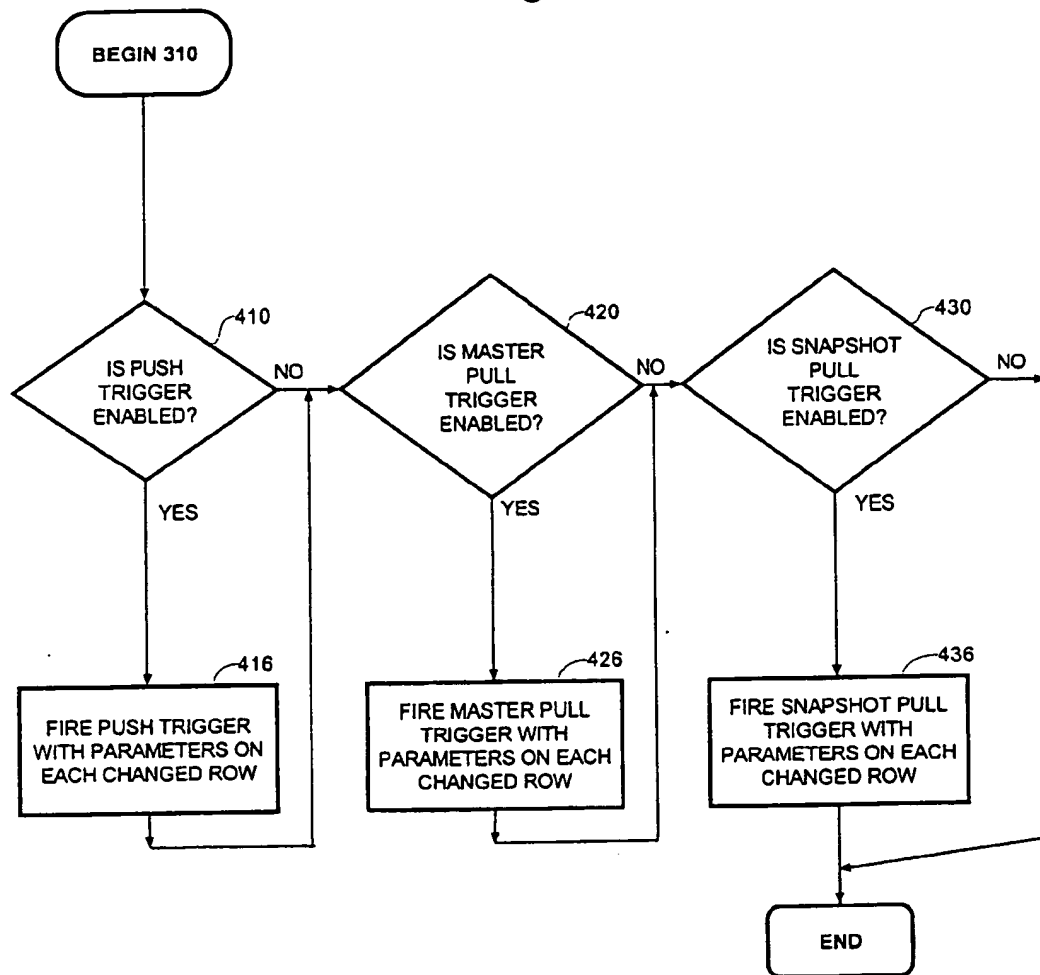 BEGIN 310
410
IS PUSH
TRIGGER
ENABLED?
NO
YES
416
FIRE PUSH TRIGGER
WITH PARAMETERS ON
EACH CHANGED ROW
420
IS MASTER
PULL
TRIGGER
ENABLED?
NO
YES
426
FIRE MASTER PULL
TRIGGER WITH
PARAMETERS ON EACH
CHANGED ROW
430
IS SNAPSHOT
PULL
TRIGGER
ENABLED?
NO
YES
436
FIRE SNAPSHOT PULL
TRIGGER WITH
PARAMETERS ON EACH
CHANGED ROW
END